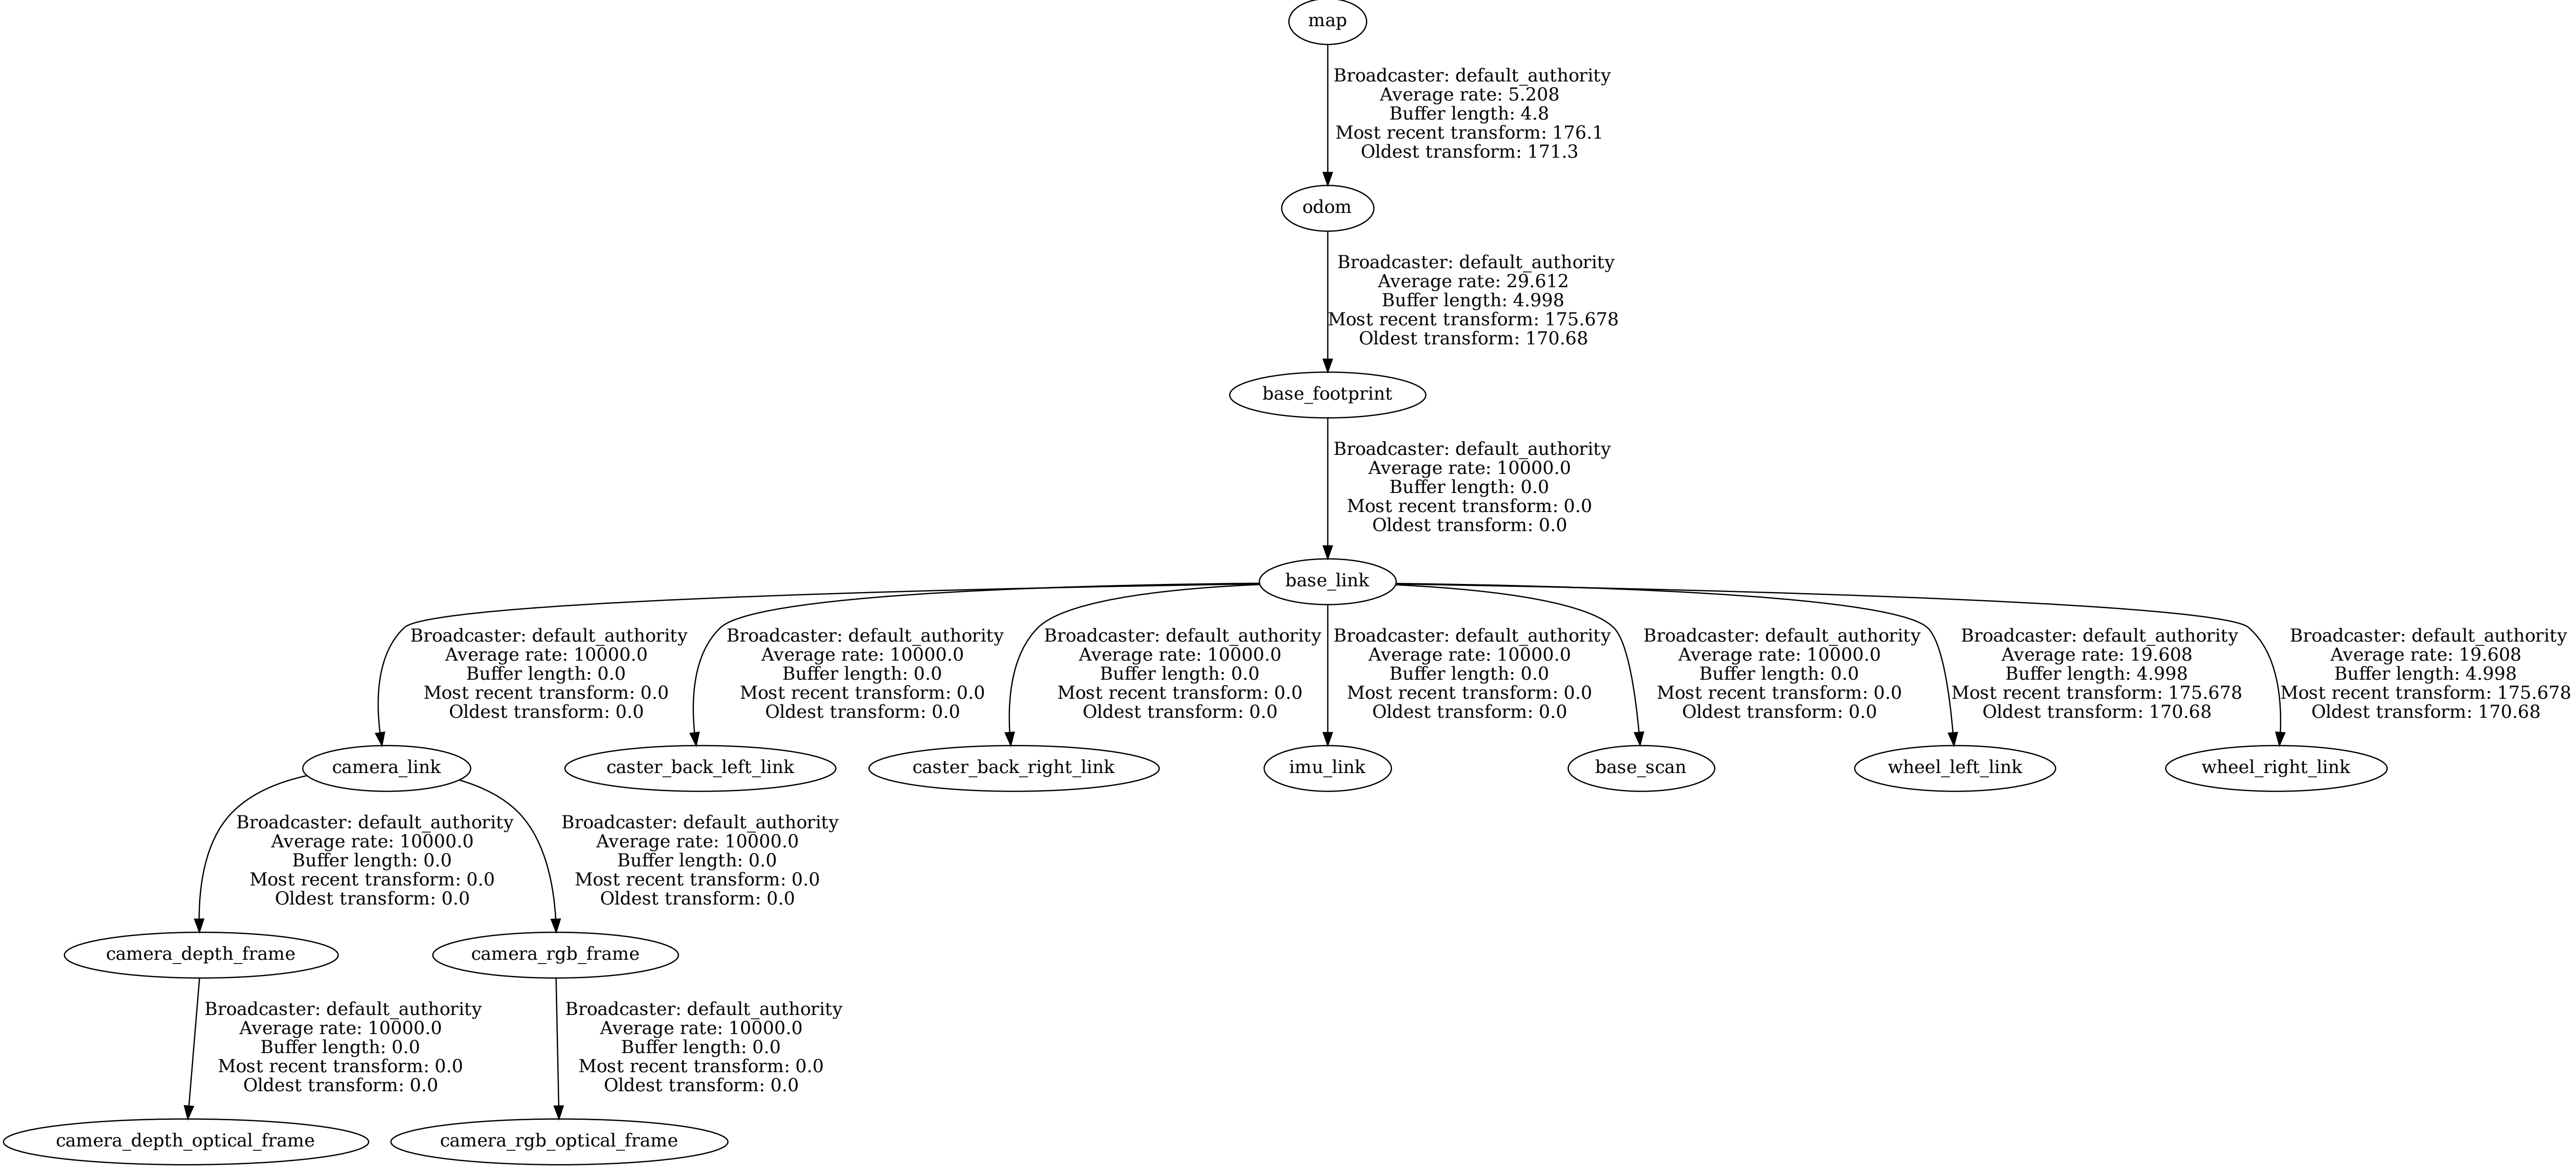 map
Broadcaster: default_authority
Average rate: 5.208
Buffer length: 4.8
Most recent transform: 176.1
Oldest transform: 171.3
odom
Broadcaster: default_authority
Average rate: 29.612
Buffer length: 4.998
Most recent transform: 175.678
Oldest transform: 170.68
base_footprint
Broadcaster: default_authority
Average rate: 10000.0
Buffer length: 0.0
Most recent transform: 0.0
Oldest transform: 0.0
base_link
Broadcaster: default_authority
Average rate: 10000.0
Buffer length: 0.0
Most recent transform: 0.0
Oldest transform: 0.0
Broadcaster: default_authority
Average rate: 10000.0
Buffer length: 0.0
Most recent transform: 0.0
Oldest transform: 0.0
Broadcaster: default_authority
Average rate: 10000.0
Buffer length: 0.0
Most recent transform: 0.0
Oldest transform: 0.0
Broadcaster: default_authority
Average rate: 10000.0
Buffer length: 0.0
Most recent transform: 0.0
Oldest transform: 0.0
Broadcaster: default_authority
Average rate: 10000.0
Buffer length: 0.0
Most recent transform: 0.0
Oldest transform: 0.0
Broadcaster: default_authority
Average rate: 19.608
Buffer length: 4.998
Most recent transform: 175.678
Oldest transform: 170.68
Broadcaster: default_authority
Average rate: 19.608
Buffer length: 4.998
Most recent transform: 175.678
Oldest transform: 170.68
camera_link
caster_back_left_link
caster_back_right_link
imu_link
base_scan
wheel_left_link
wheel_right_link
Broadcaster: default_authority
Average rate: 10000.0
Buffer length: 0.0
Most recent transform: 0.0
Oldest transform: 0.0
Broadcaster: default_authority
Average rate: 10000.0
Buffer length: 0.0
Most recent transform: 0.0
Oldest transform: 0.0
camera_depth_frame
camera_rgb_frame
Broadcaster: default_authority
Average rate: 10000.0
Buffer length: 0.0
Most recent transform: 0.0
Oldest transform: 0.0
Broadcaster: default_authority
Average rate: 10000.0
Buffer length: 0.0
Most recent transform: 0.0
Oldest transform: 0.0
camera_depth_optical_frame
camera_rgb_optical_frame